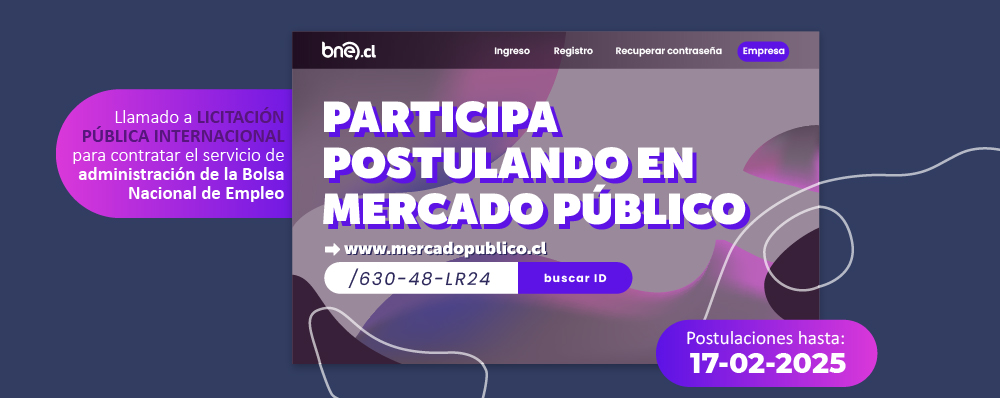 bne.cl
Ingreso Registro Recuperar contraseña Empresa
Llamado a LICITACIÓN
PÚBLICA INTERNACIONAL
para contratar el servicio de
administración de la Bolsa
Nacional de Empleo
PARTICIPA
POSTULANDO EN
MERCADO PÚBLICO
www.mercadopublico.cl
/630-48-LR24 buscar ID
Postulaciones hasta:
17-02-2025